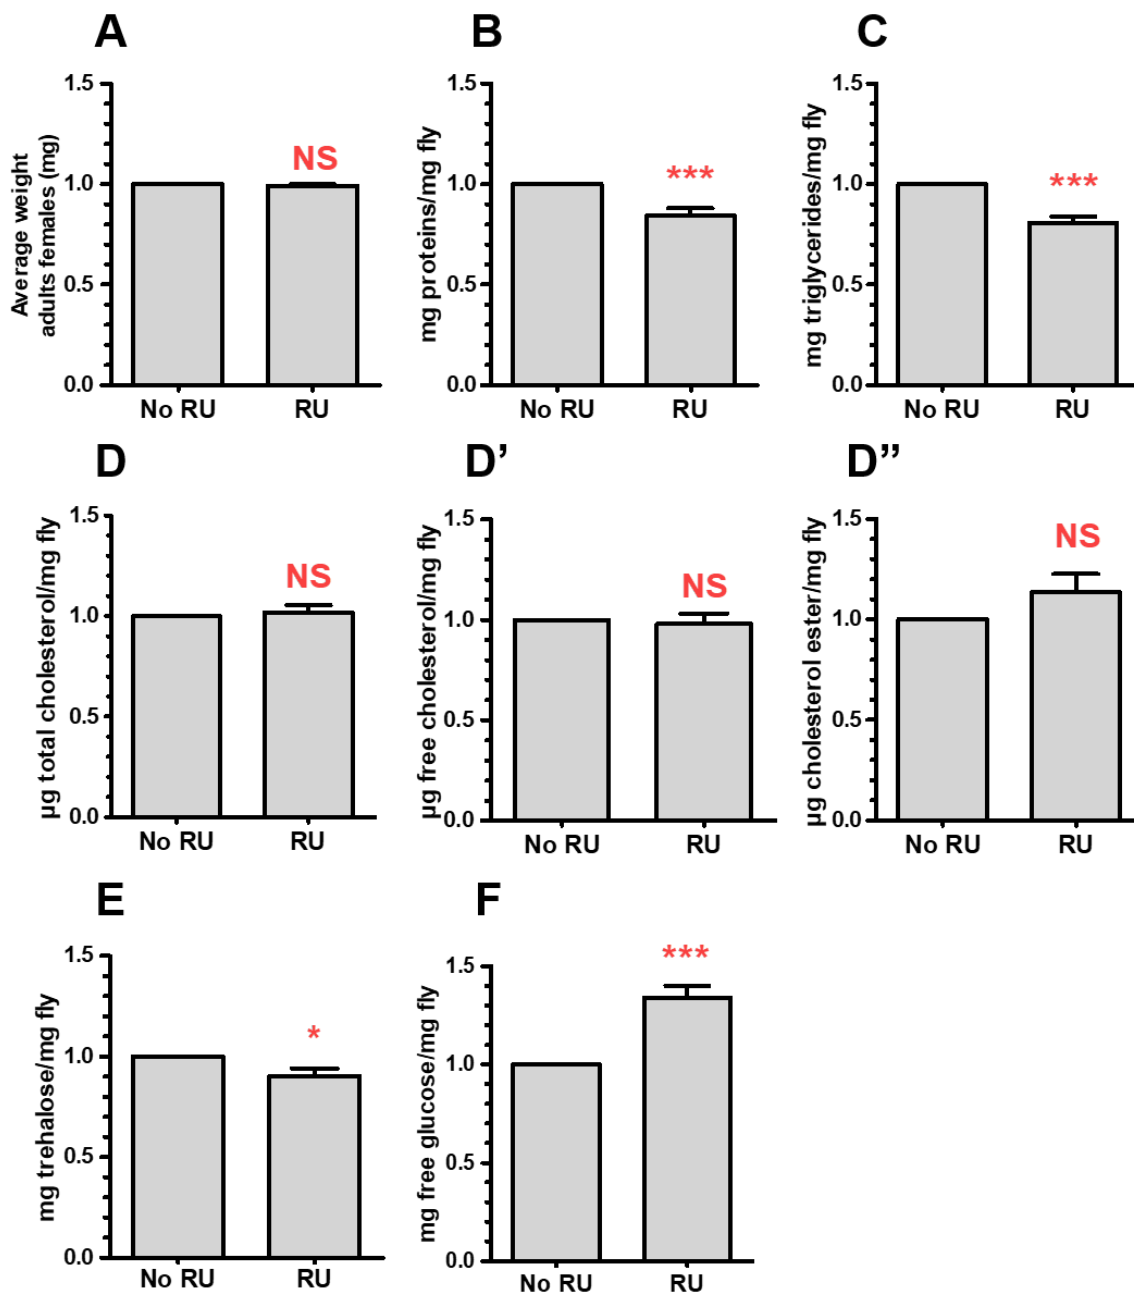 A
Average weight
adults females (mg)
1.5
1.0
0.5
0.0
NS
No RU
RU
B
mg proteins/mg fly
1.5
1.0
0.5
0.0
***
No RU
RU
C
mg triglycerides/mg fly
1.5
1.0
0.5
0.0
***
No RU
RU
D
µg total cholesterol/mg fly
1.5
1.0
0.5
0.0
NS
No RU
RU
D’
µg free cholesterol/mg fly
1.5
1.0
0.5
0.0
NS
No RU
RU
D’’
µg cholesterol ester/mg fly
1.5
1.0
0.5
0.0
NS
No RU
RU
E
mg trehalose/mg fly
1.5
1.0
0.5
0.0
*
No RU
RU
F
mg free glucose/mg fly
1.5
1.0
0.5
0.0
***
No RU
RU